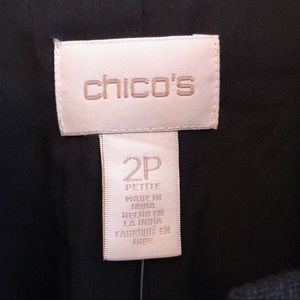 chico's
2P
PETITE
MADE IN
INDIA
HECHO EN
LA INDIA
FABRIQUÉ EN
INDE